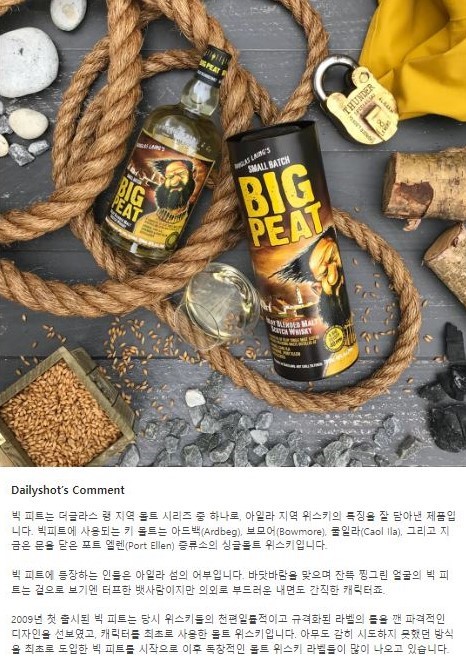 BIG PEAT
BIG
PEAT
DOUGLAS LAING'S
SMALL BATCH
BIG
PEAT
ISLAY BLENDED MALT
SCOTCH WHISKY
THUNDER
Dailyshot's Comment
빅 피트는 더글라스 랭 지역 몰트 시리즈 중 하나로, 아일라 지역 위스키의 특징을 잘 담아낸 제품입
니다. 빅피트에 사용되는 키 몰트는 아드백(Ardbeg), 보모어(Bowmore), 쿨일라(Caol Ila), 그리고 지
금은 문을 닫은 포트 엘렌(Port Ellen) 증류소의 싱글몰트 위스키입니다.
빅 피트에 등장하는 인물은 아일라 섬의 어부입니다. 바닷바람을 맞으며 잔뜩 찡그린 얼굴의 빅 피
트는 겉으로 보기엔 터프한 뱃사람이지만 의외로 부드러운 내면도 간직한 캐릭터죠.
2009년 첫 출시된 빅 피트는 당시 위스키들의 천편일률적이고 규격화된 라벨의 틀을 깬 파격적인
디자인을 선보였고, 캐릭터를 최초로 사용한 몰트 위스키입니다. 아무도 감히 시도하지 못했던 방식
을 최초로 도입한 빅 피트를 시작으로 이후 독창적인 몰트 위스키 라벨들이 많이 나오고 있습니다.